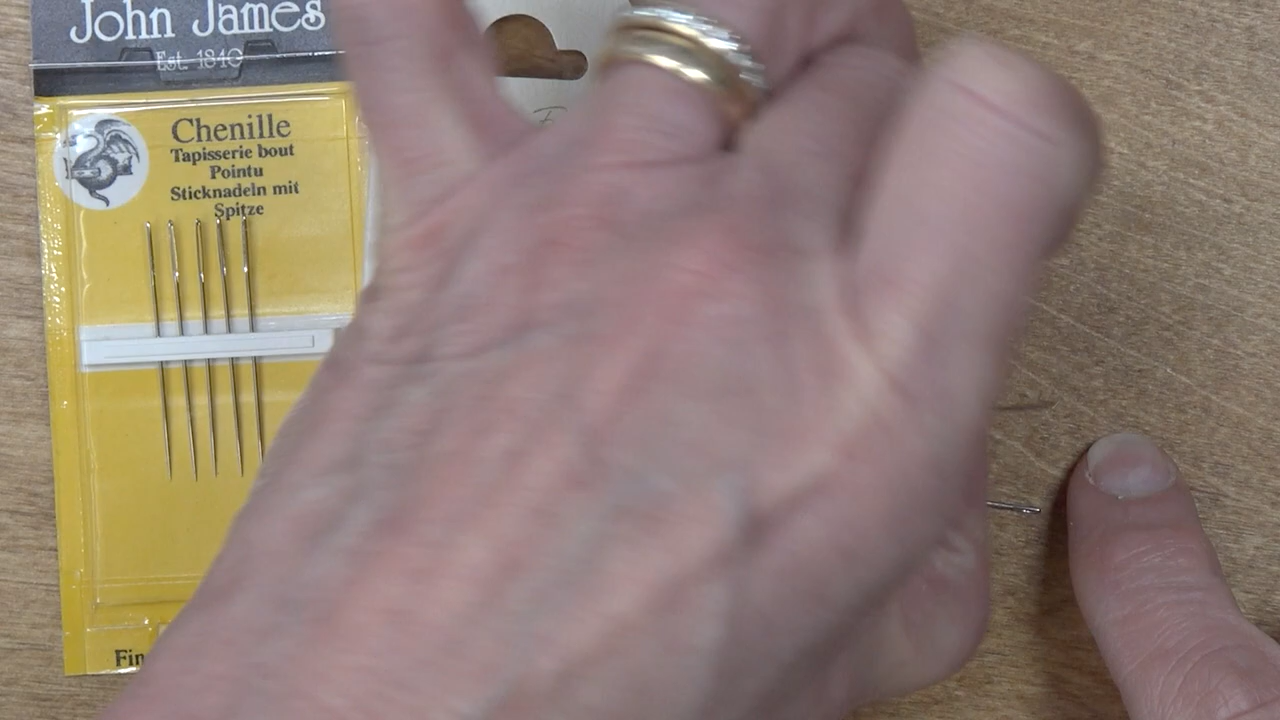 John James
Est. 1840
Chenille
Tapisserie bout
Pointu
Sticknadeln mit
Spitze